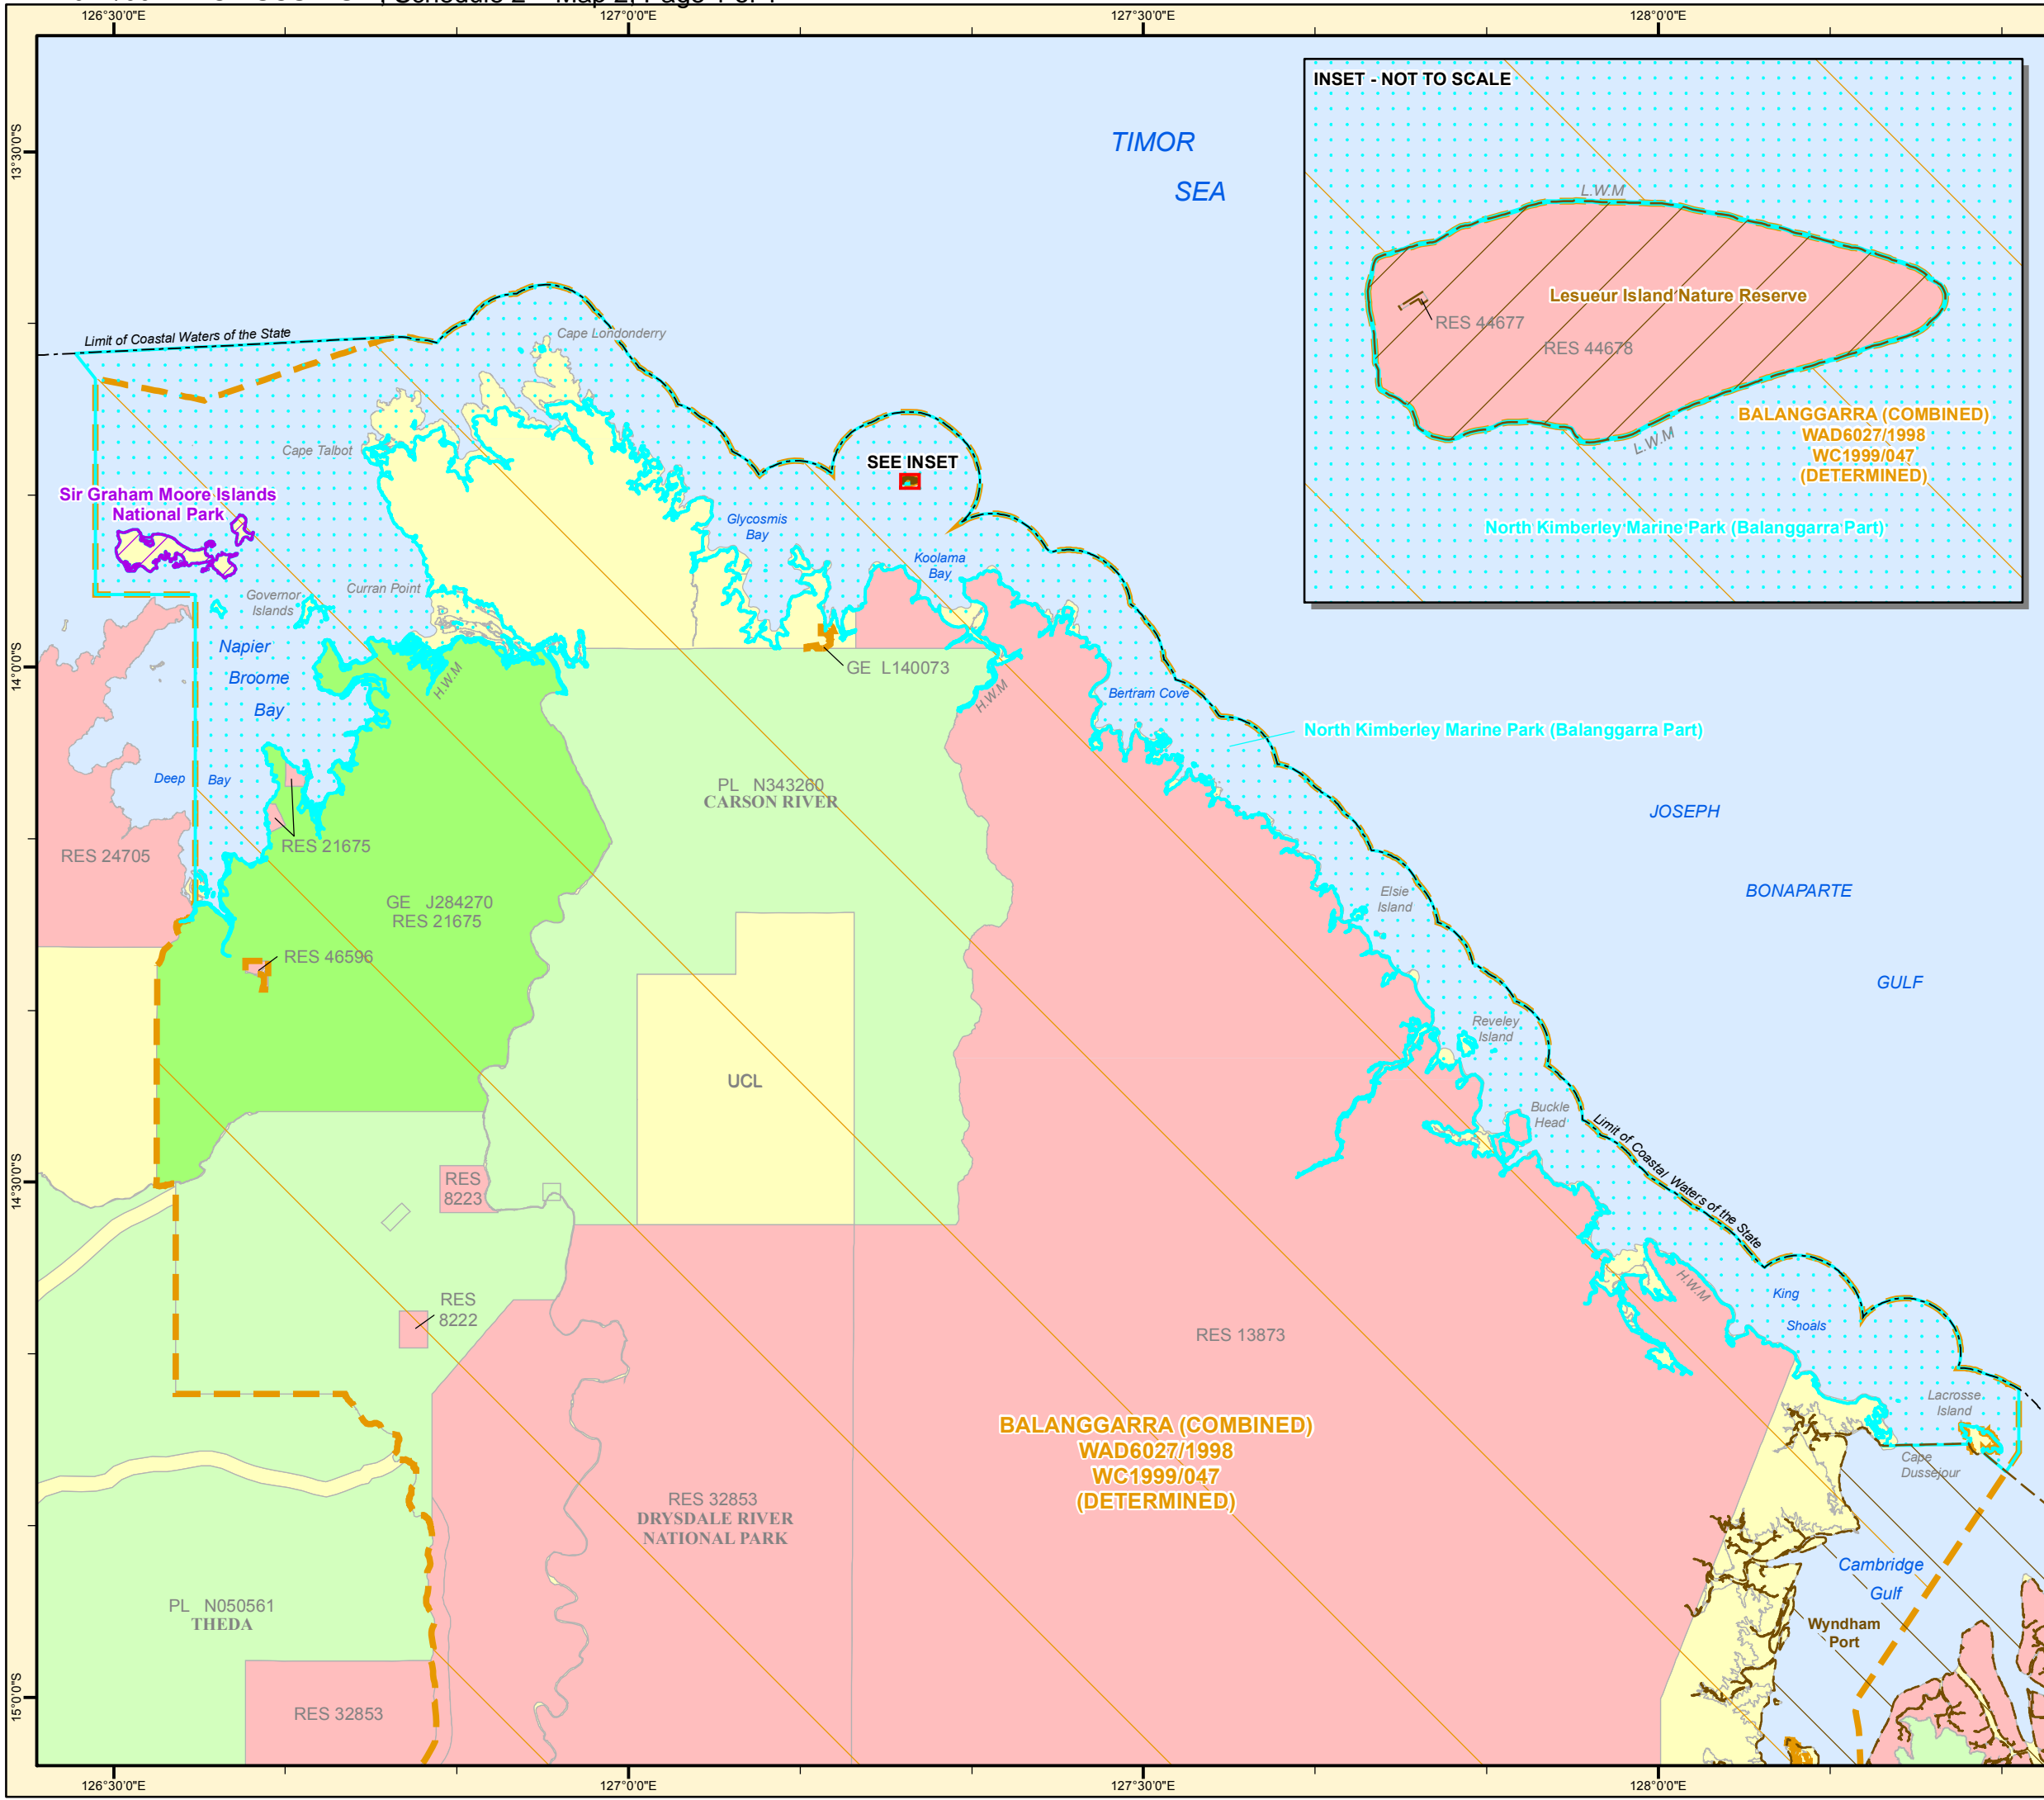 , Schedule 2 - Map 2, Page 1 of 1
126°30'0"E
127°0'0"E
127°30'0"E
128°0'0"E
13°30'0"S
14°0'0"S
14°30'0"S
15°0'0"S
INSET - NOT TO SCALE
L.W.M
Lesueur Island Nature Reserve
RES 44677
RES 44678
BALANGGARRA (COMBINED)
WAD6027/1998
WC1999/047
(DETERMINED)
L.W.M
North Kimberley Marine Park (Balanggarra Part)
TIMOR
SEA
Limit of Coastal Waters of the State
Cape Londonderry
Cape Talbot
SEE INSET
Sir Graham Moore Islands
National Park
Glycosmis
Bay
Koolama
Bay
Curran Point
Governor
Islands
Napier
Broome
Bay
H.W.M
GE L140073
H.W.M
Bertram Cove
North Kimberley Marine Park (Balanggarra Part)
Deep Bay
PL N343260
CARSON RIVER
JOSEPH
BONAPARTE
GULF
RES 24705
RES 21675
GE J284270
RES 21675
Elsie
Island
RES 46596
Reveley
Island
UCL
Buckle
Head
Limit of Coastal Waters of the State
RES
8223
H.W.M
King
Shoals
RES
8222
RES 13873
Lacrosse
Island
BALANGGARRA (COMBINED)
WAD6027/1998
WC1999/047
(DETERMINED)
Cape
Dussejour
RES 32853
DRYSDALE RIVER
NATIONAL PARK
Cambridge
Gulf
PL N050561
THEDA
Wyndham
Port
RES 32853
126°30'0"E
127°0'0"E
127°30'0"E
128°0'0"E